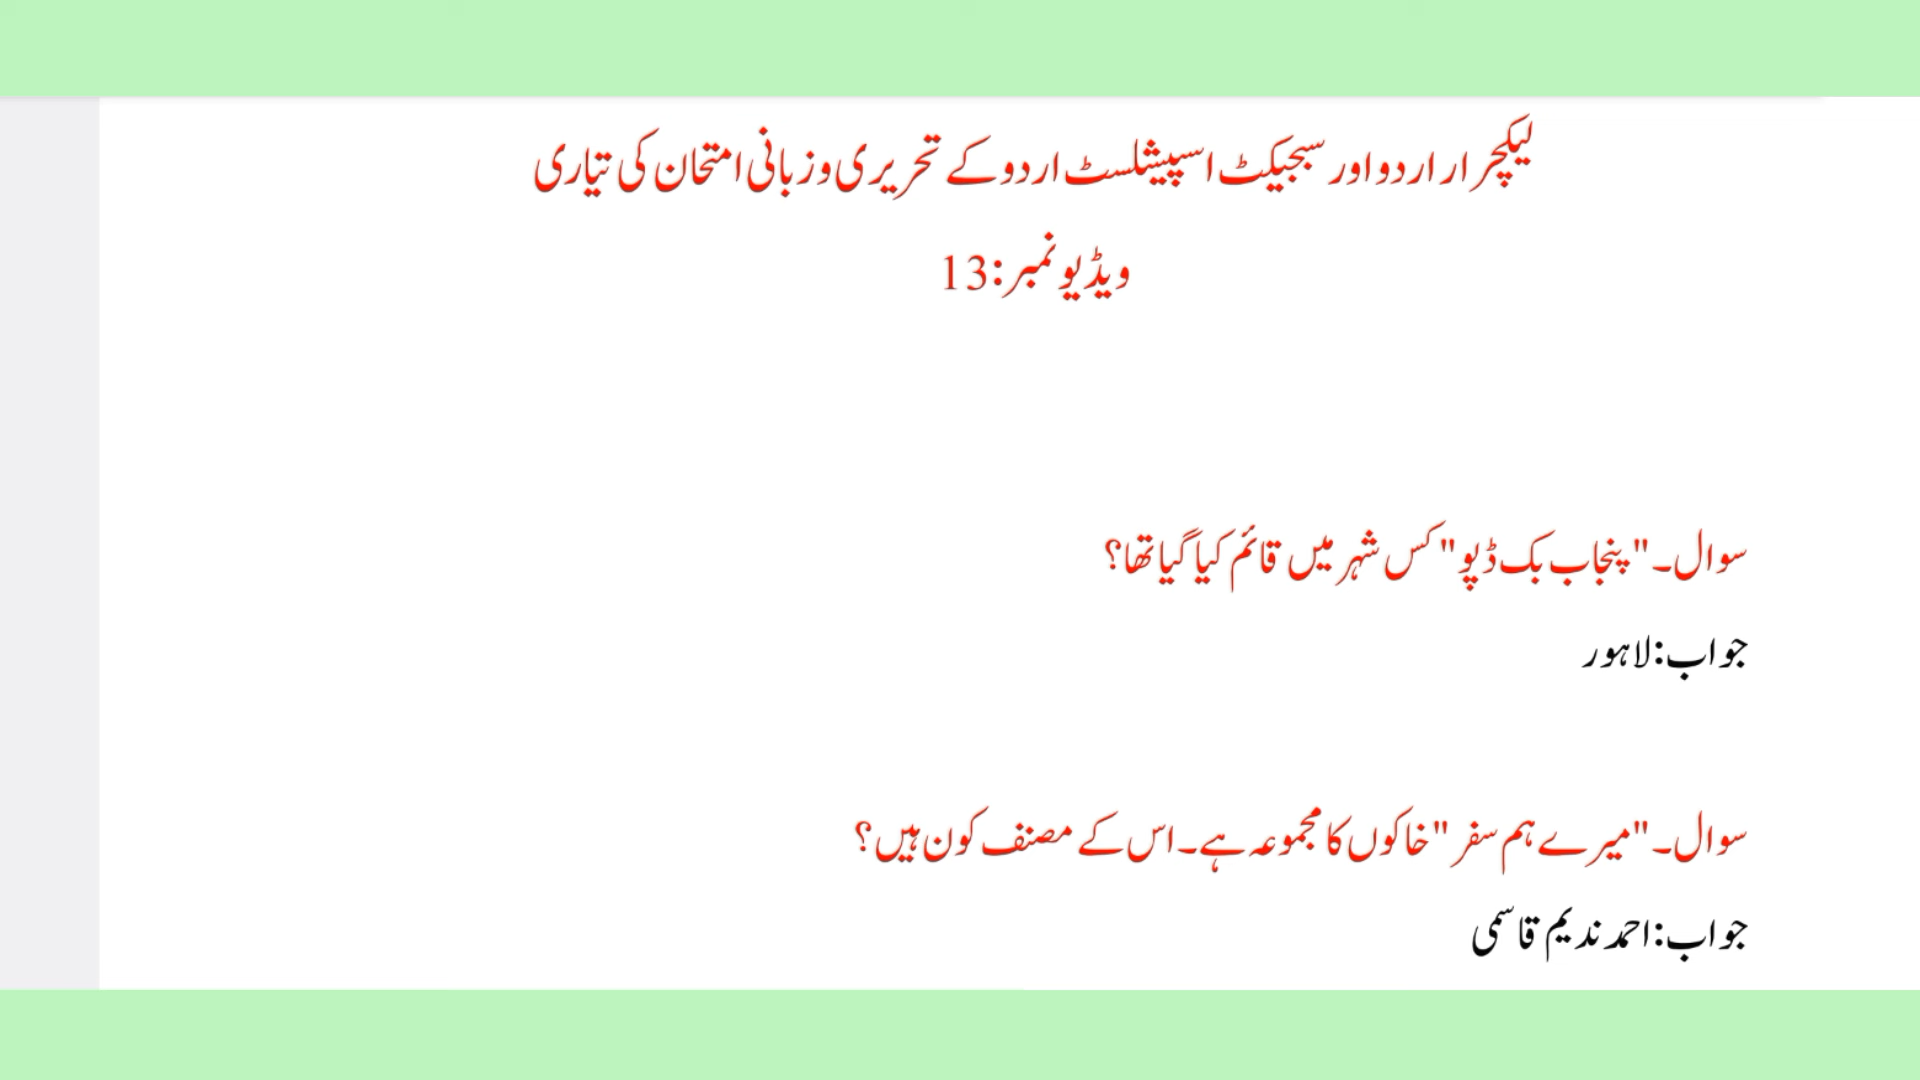 لیکچرار اردو اور سبجیکٹ اسپیشلسٹ اردو کے تحریری و زبانی امتحان کی تیاری
ویڈیو نمبر:13
سوال۔"پنجاب بک ڈپو" کس شہر میں قائم کیا گیا تھا؟
جواب:لاہور
سوال۔"میرے ہم سفر" خاکوں کا مجموعہ ہے۔اس کے مصنف کون ہیں؟
جواب:احمد ندیم قاسمی